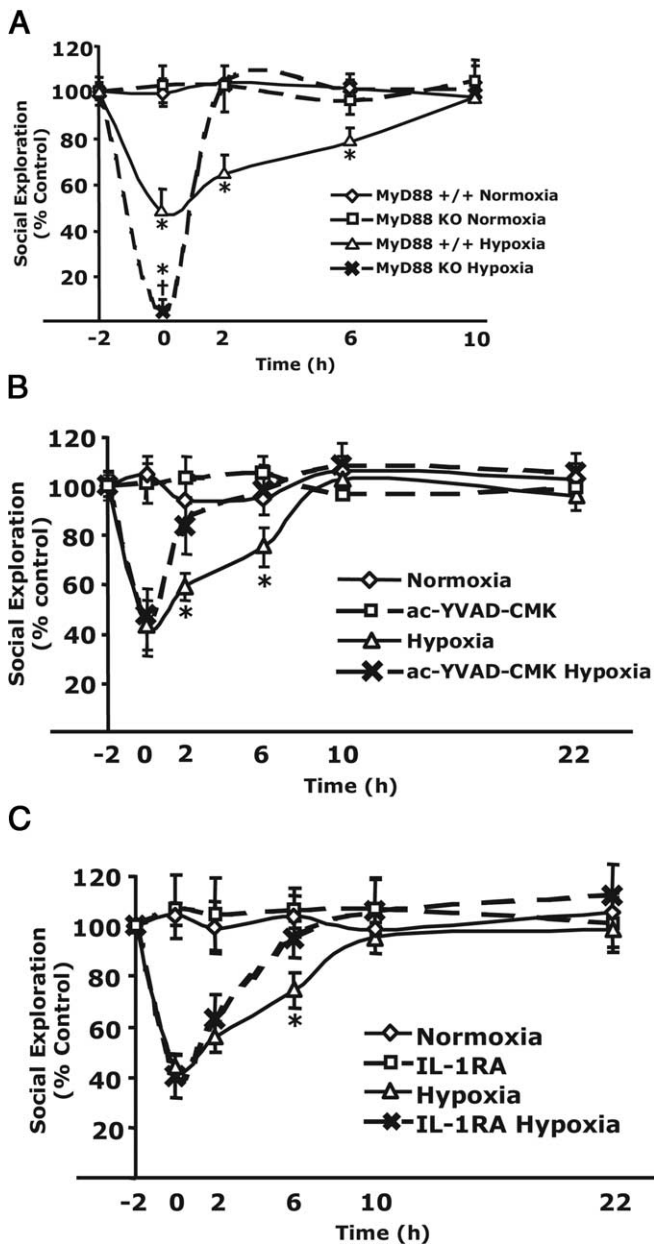 A
Social Exploration
(% Control)
120
100
80
60
40
20
*
*
*
*
†
MyD88 +/+ Normoxia
MyD88 KO Normoxia
MyD88 +/+ Hypoxia
MyD88 KO Hypoxia
-2 0 2 6 10
Time (h)
B
Social Exploration
(% control)
120
100
80
60
40
20
*
*
Normoxia
ac-YVAD-CMK
Hypoxia
ac-YVAD-CMK Hypoxia
-2 0 2 6 10 22
Time (h)
C
Social Exploration
(% Control)
120
100
80
60
40
20
*
Normoxia
IL-1RA
Hypoxia
IL-1RA Hypoxia
-2 0 2 6 10 22
Time (h)